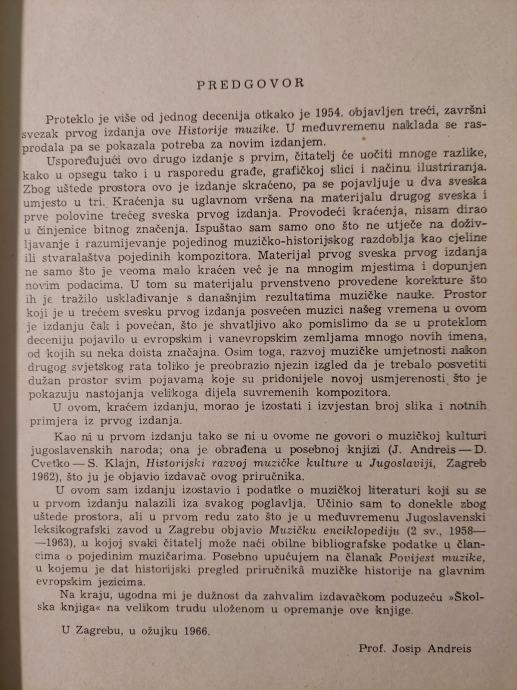 PREDGOVOR
Proteklo je više od jednog decenija otkako je 1954. objavljen treći, završni
svezak prvog izdanja ove Historije muzike. U međuvremenu naklada se ras-
prodala pa se pokazala potreba za novim izdanjem.
Uspoređujući ovo drugo izdanje s prvim, čitatelj će uočiti mnoge razlike,
kako u opsegu tako i u rasporedu građe, grafičkoj slici i načinu ilustriranja.
Zbog uštede prostora ovo je izdanje skraćeno, pa se pojavljuje u dva sveska
umjesto u tri. Kraćenja su uglavnom vršena na materijalu drugog sveska i
prve polovine trećeg sveska prvog izdanja. Provodeći kraćenja, nisam dirao
u činjenice bitnog značenja. Ispuštao sam samo ono što ne utječe na doživ-
ljavanje i razumijevanje pojedinog muzičko-historijskog razdoblja kao cjeline
ili stvaralaštva pojedinih kompozitora. Materijal prvog sveska prvog izdanja
ne samo što je veoma malo kraćen već je na mnogim mjestima i dopunjen
novim podacima. U tom su materijalu prvenstveno provedene korekture što
ih je tražilo usklađivanje s današnjim rezultatima muzičke nauke. Prostor
koji je u trećem svesku prvog izdanja posvećen muzici našeg vremena u ovom
je izdanju čak i povećan, što je shvatljivo ako pomislimo da se u proteklom
deceniju pojavilo u evropskim i vanevropskim zemljama mnogo novih imena,
od kojih su neka doista značajna. Osim toga, razvoj muzičke umjetnosti nakon
drugog svjetskog rata toliko je preobrazio njezin izgled da je trebalo posvetiti
dužan prostor svim pojavama koje su pridonijele novoj usmjerenosti što je
pokazuju nastojanja velikoga dijela suvremenih kompozitora.
U ovom, kraćem izdanju, morao je izostati i izvjestan broj slika i notnih
primjera iz prvog izdanja.
Kao ni u prvom izdanju tako se ni u ovome ne govori o muzičkoj kulturi
jugoslavenskih naroda; ona je obrađena u posebnoj knjizi (J. Andreis — D.
Cvetko — S. Klajn, Historijski razvoj muzičke kulture u Jugoslaviji, Zagreb
1962), što ju je objavio izdavač ovog priručnika.
U ovom sam izdanju izostavio i podatke o muzičkoj literaturi koji su se
u prvom izdanju nalazili iza svakog poglavlja. Učinio sam to donekle zbog
uštede prostora, ali u prvom redu zato što je u međuvremenu Jugoslavenski
leksikografski zavod u Zagrebu objavio Muzičku enciklopediju (2 sv., 1958—
—1963), u kojoj svaki čitatelj može naći obilne bibliografske podatke u član-
cima o pojedinim muzičarima. Posebno upućujem na članak Povijest muzike,
u kojemu je dat historijski pregled priručnikâ muzičke historije na glavnim
evropskim jezicima.
Na kraju, ugodna mi je dužnost da zahvalim izdavačkom poduzeću »Škol-
ska knjiga« na velikom trudu uloženom u opremanje ove knjige.
U Zagrebu, u ožujku 1966.
Prof. Josip Andreis